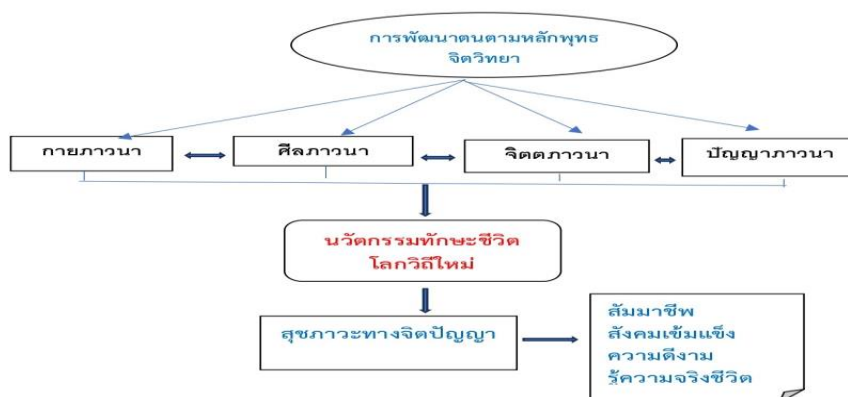 การพัฒนาตนตามหลักพุทธ
จิตวิทยา
กายภาวนา
ศีลภาวนา
จิตตภาวนา
ปัญญาภาวนา
นวัตกรรมทักษะชีวิต
โลกวิถีใหม่
สุชภาวะทางจิตปัญญา
สัมมาชีพ
สังคมเข้มแข็ง
ความดีงาม
รู้ความจริงชีวิต